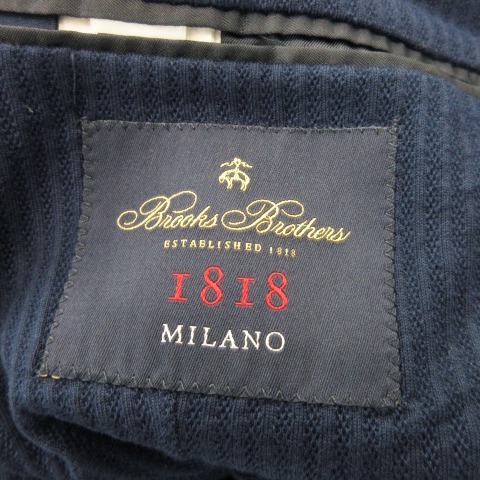 Brooks Brothers
ESTABLISHED 1818
1818
MILANO